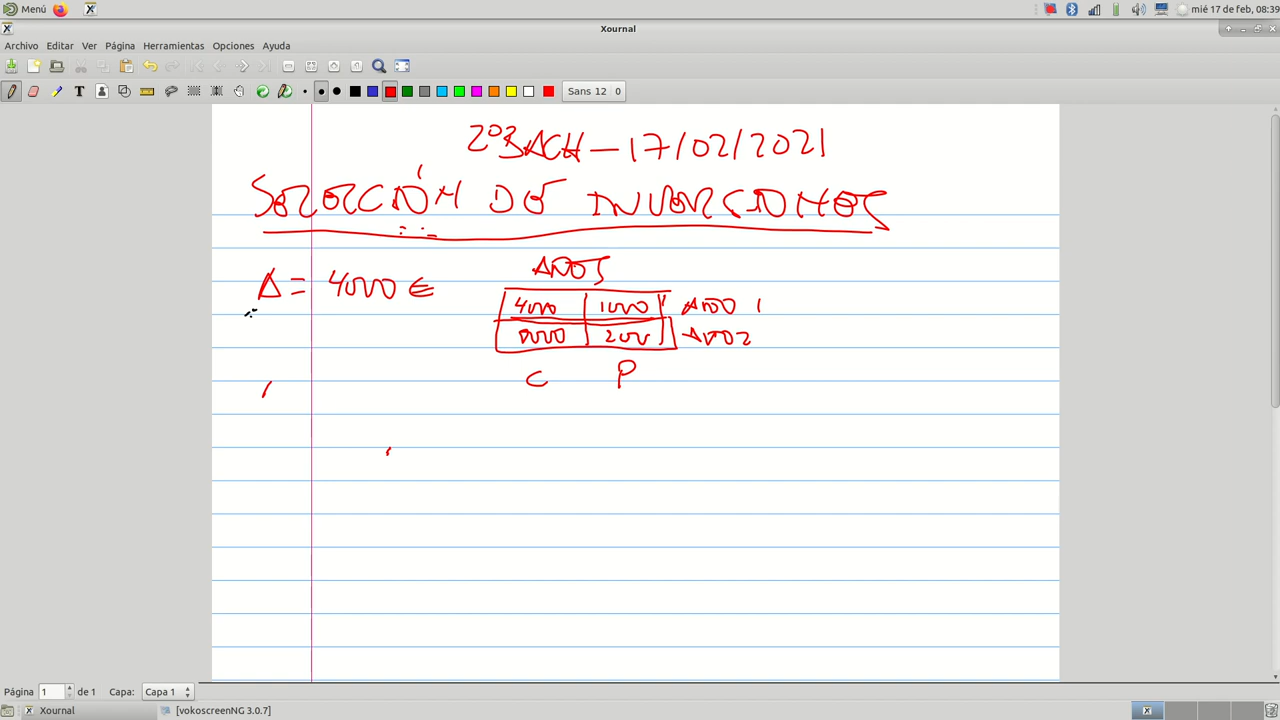 Menú
mié 17 de feb, 08:39
Xournal
Archivo Editar Ver Página Herramientas Opciones Ayuda
Sans 12 0
2º BACH — 17/02/2021
SELECCIÓN DE INVERSIONES
A = 4000 €
AÑOS
4000 1000 AÑO 1
2000 AÑO 2
C P
Página 1 de 1 Capa: Capa 1
Xournal [vokoscreenNG 3.0.7]